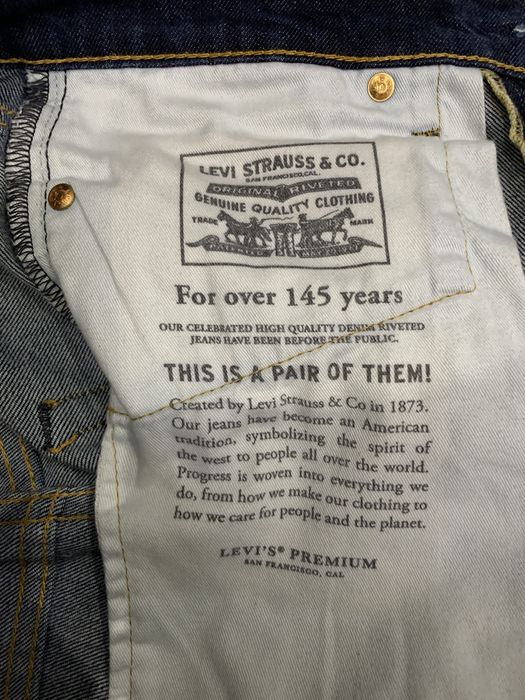 LEVI STRAUSS & CO.
SAN FRANCISCO, CAL.
ORIGINAL RIVETED
GENUINE QUALITY CLOTHING
TRADE MARK
PATENTED MAY 20 1873
For over 145 years
OUR CELEBRATED HIGH QUALITY DENIM RIVETED
JEANS HAVE BEEN BEFORE THE PUBLIC.
THIS IS A PAIR OF THEM!
Created by Levi Strauss & Co in 1873.
Our jeans have become an American
tradition, symbolizing the spirit of
the west to people all over the world.
Progress is woven into everything we
do, from how we make our clothing to
how we care for people and the planet.
LEVI'S® PREMIUM
SAN FRANCISCO, CAL